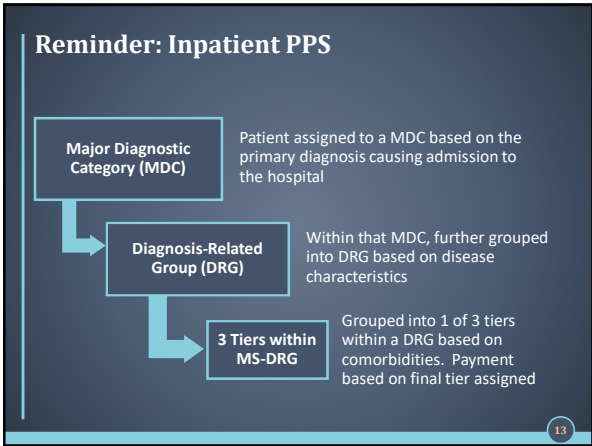 Reminder: Inpatient PPS
Major Diagnostic
Category (MDC)
Patient assigned to a MDC based on the
primary diagnosis causing admission to
the hospital
Diagnosis-Related
Group (DRG)
Within that MDC, further grouped
into DRG based on disease
characteristics
3 Tiers within
MS-DRG
Grouped into 1 of 3 tiers
within a DRG based on
comorbidities.  Payment
based on final tier assigned
13